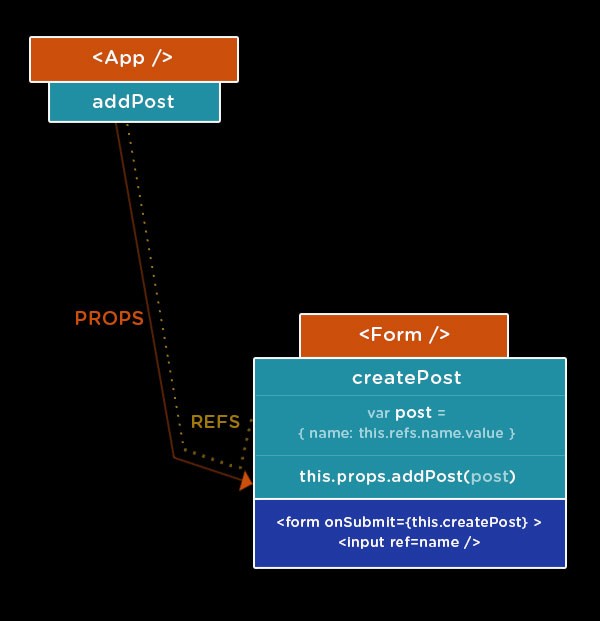 <App />
addPost
PROPS
REFS
<Form />
createPost
var post =
{ name: this.refs.name.value }
this.props.addPost(post)
<form onSubmit={this.createPost} >
<input ref=name />